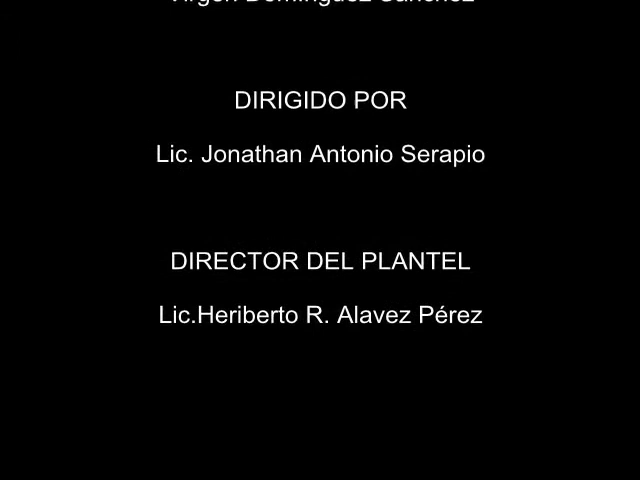 DIRIGIDO POR
Lic. Jonathan Antonio Serapio
DIRECTOR DEL PLANTEL
Lic.Heriberto R. Alavez Pérez